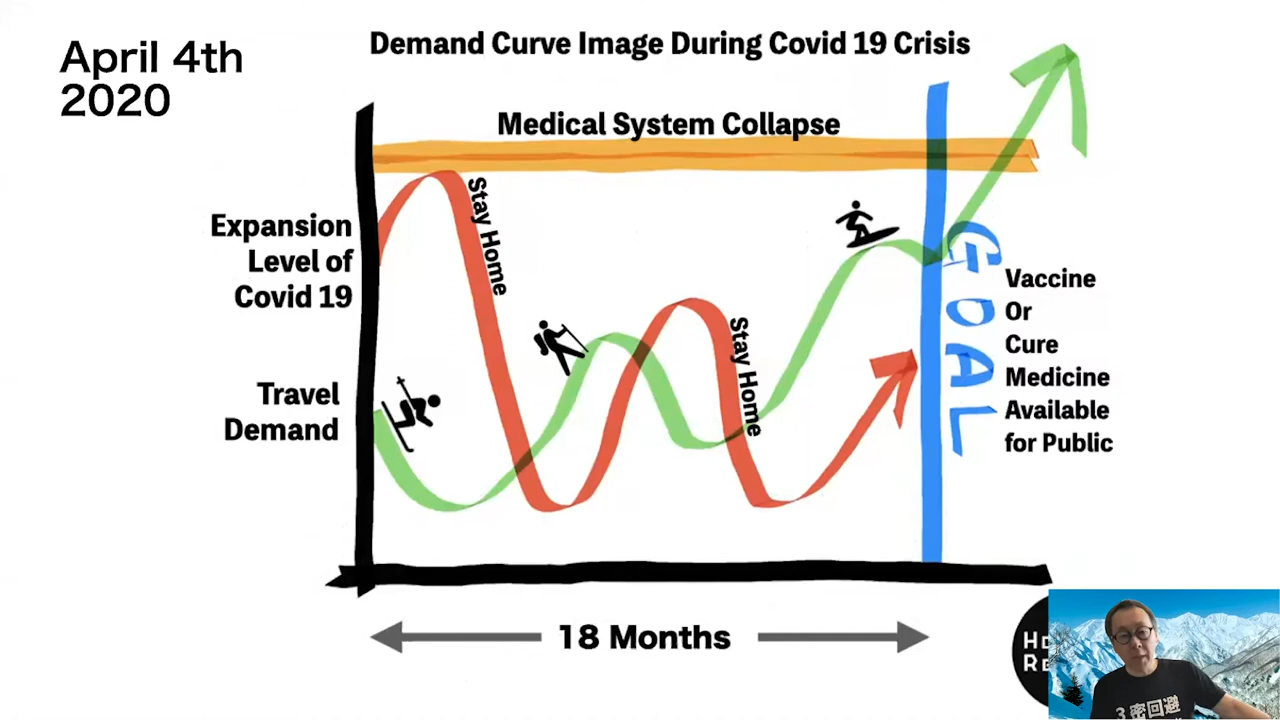 April 4th
2020
Demand Curve Image During Covid 19 Crisis
Medical System Collapse
Expansion
Level of
Covid 19
Stay Home
Stay Home
Travel
Demand
GOAL
Vaccine
Or
Cure
Medicine
Available
for Public
18 Months
3密回避